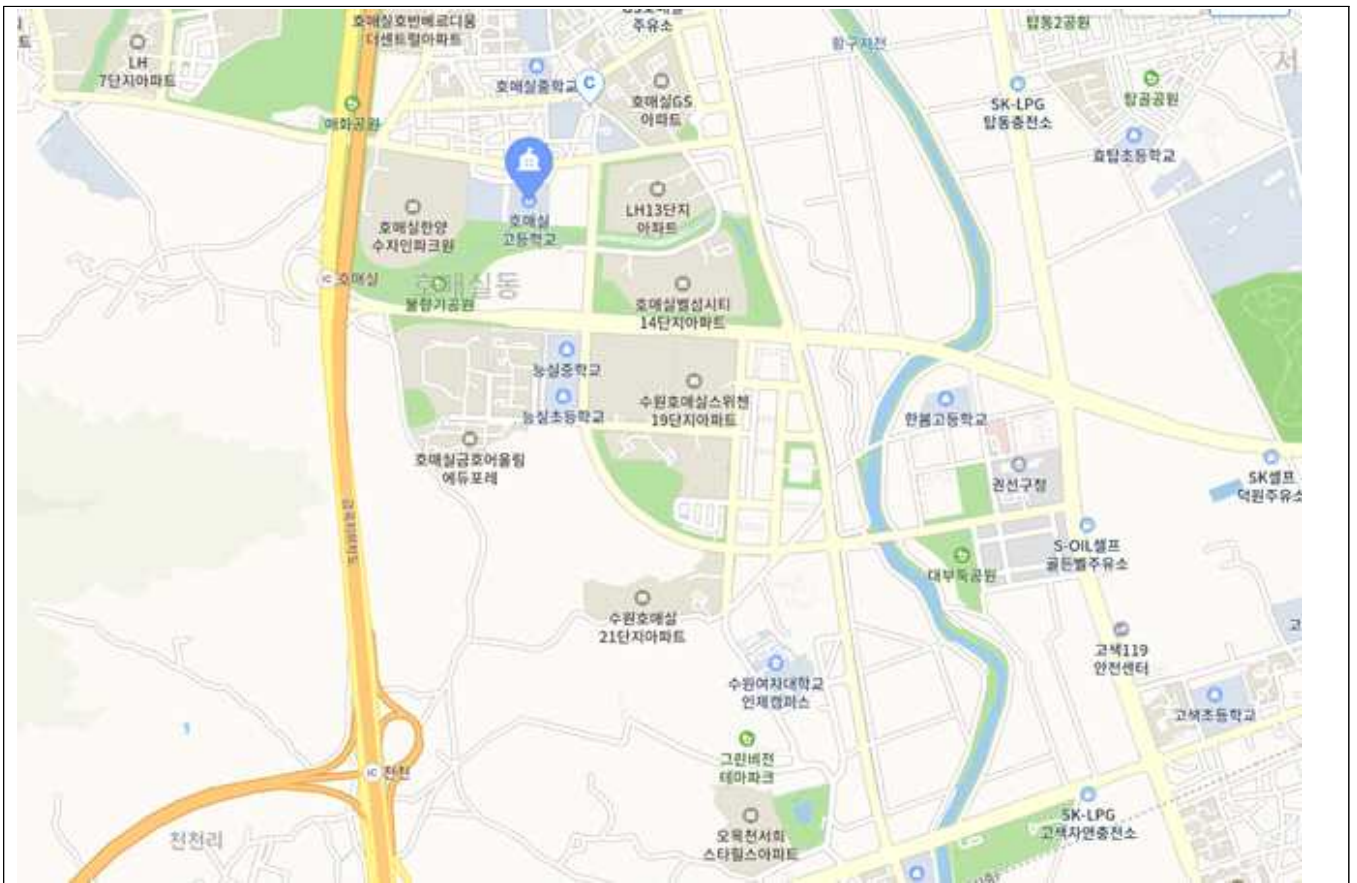 호매실호반베르디움
더센트럴아파트
주유소
탑동2공원
황구지천
서
LH
7단지아파트
호매실중학교
C
호매실GS
아파트
SK-LPG
탑동충전소
탑골공원
매화공원
효탑초등학교
호매실
고등학교
LH13단지
아파트
호매실한양
수자인파크원
IC 호매실
호매실동
물향기공원
호매실벨섬시티
14단지아파트
능실중학교
능실초등학교
수원호매실스위첸
19단지아파트
한봄고등학교
호매실금호어울림
에듀포레
권선구청
SK셀프
덕원주유소
S-OIL셀프
골든벨주유소
대부둑공원
수원호매실
21단지아파트
고색119
안전센터
고
수원여자대학교
인제캠퍼스
고색초등학교
그린비전
테마파크
IC 천천
천천리
SK-LPG
고색자연충전소
오목천서희
스타힐스아파트